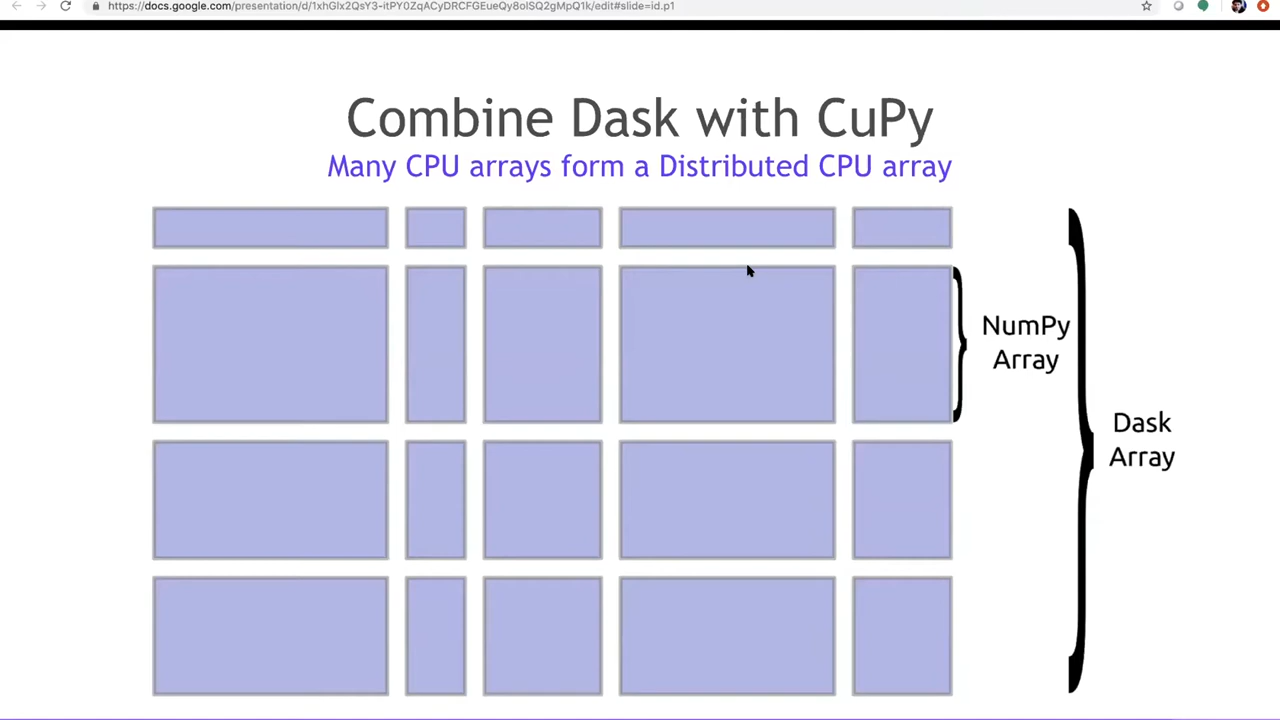 https://docs.google.com/presentation/d/1xhGlx2QsY3-itPY0ZqACyDRCFGEueQy8olSQ2gMpQ1k/edit#slide=id.p1
Combine Dask with CuPy
Many CPU arrays form a Distributed CPU array
NumPy
Array
Dask
Array